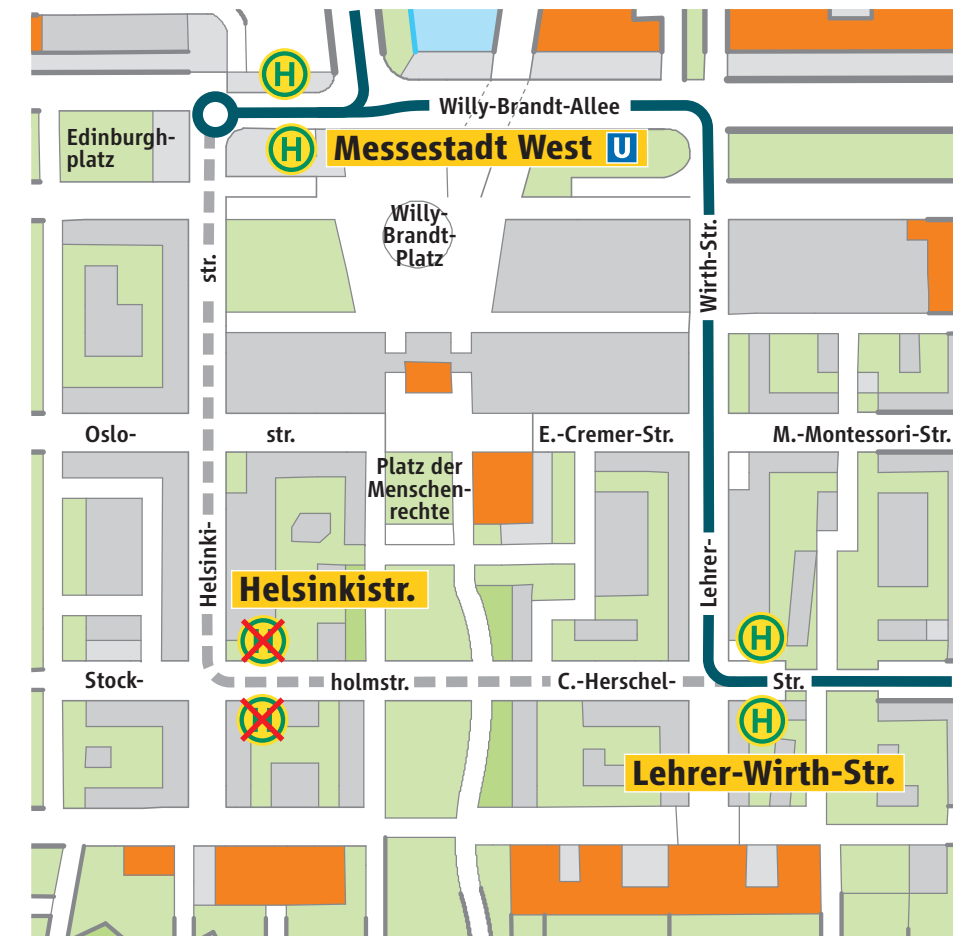 H
Willy-Brandt-Allee
Edinburgh-
platz
H
Messestadt West U
Willy-
Brandt-
Platz
str.
Wirth-Str.
Oslo-
str.
E.-Cremer-Str.
M.-Montessori-Str.
Platz der
Menschen-
rechte
Helsinki-
Lehrer-
Helsinkistr.
H
H
Stock-
holmstr.
C.-Herschel-
Str.
H
H
Lehrer-Wirth-Str.